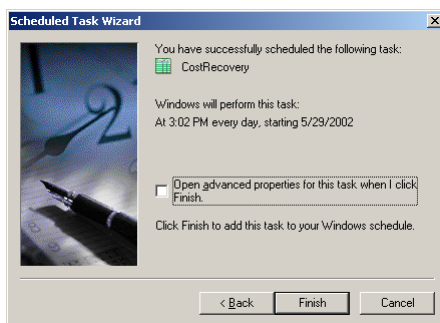 Scheduled Task Wizard
You have successfully scheduled the following task:
CostRecovery
Windows will perform this task:
At 3:02 PM every day, starting 5/29/2002
Open advanced properties for this task when I click
Finish.
Click Finish to add this task to your Windows schedule.
< Back
Finish
Cancel